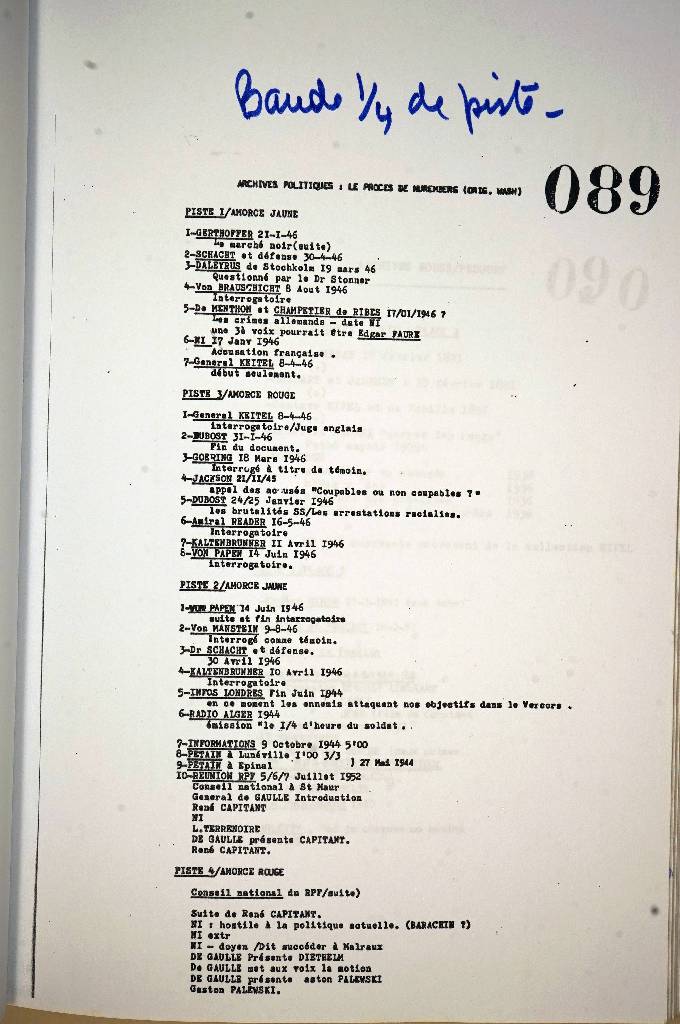 Bande 1/4 de piste -
089
ARCHIVES POLITIQUES : LE PROCES DE NUREMBERG (ORIG. WASH)
PISTE I/AMORCE JAUNE
I-GERTHOFFER 21-I-46
Le marché noir(suite)
2-SCHACHT et défense 30-4-46
3-DALEYRUS de Stochkolm 19 mars 46
Questionné par le Dr Stonner
4-Von BRAUSCHICHT 8 Aout 1946
Interrogatoire
5-De MENTHON et CHAMPETIER de RIBES 17/01/1946 ?
Les crimes allemands - date NI
une 3è voix pourrait être Edgar FAURE
6-NI 17 Janv 1946
Accusation française .
7-General KEITEL 8-4-46
début seulement.
PISTE 3/AMORCE ROUGE
I-General KEITEL 8-4-46
interrogatoire/Juge anglais
2-DUBOST 31-I-46
Fin du document.
3-GOERING 18 Mars 1946
Interrogé à titre de témoin.
4-JACKSON 21/11/45
appel des accusés "Coupables ou non coupables ?"
5-DUBOST 24/25 Janvier 1946
les brutalités SS/Les arrestations raciales.
6-Amiral READER 16-5-46
Interrogatoire
7-KALTENBRUNNER II Avril 1946
8-VON PAPEN 14 Juin 1946
interrogatoire.
PISTE 2/AMORCE JAUNE
I-VON PAPEN 14 Juin 1946
suite et fin interrogatoire
2-Von MANSTEIN 9-8-46
Interrogé comme témoin.
3-Dr SCHACHT et défense.
30 Avril 1946
4-KALTENBRUNNER IO Avril 1946
Interrogatoire
5-INFOS LONDRES Fin Juin 1944
en ce moment les ennemis attaquant nos objectifs dans le Vercors .
6-RADIO ALGER 1944
émission "le I/4 d'heure du soldat .
7-INFORMATIONS 9 Octobre 1944 5'00
8-PETAIN à Lunéville I'00 3/3
9-PETAIN à Epinal ) 27 Mai 1944
IO-REUNION RPF 5/6/7 Juillet 1952
Conseil national à St Maur
General de GAULLE Introduction
René CAPITANT
NI
L.TERRENOIRE
DE GAULLE présente CAPITANT.
René CAPITANT.
PISTE 4/AMORCE ROUGE
Conseil national du RPF/suite)
Suite de René CAPITANT.
NI : hostile à la politique actuelle. (BARACHIN ?)
NI extr
NI - doyen /Dit succéder à Malraux
DE GAULLE Présente DIETHELM
De GAULLE met aux voix la motion
DE GAULLE présente aston PALEWSKI
Gaston PALEWSKI.